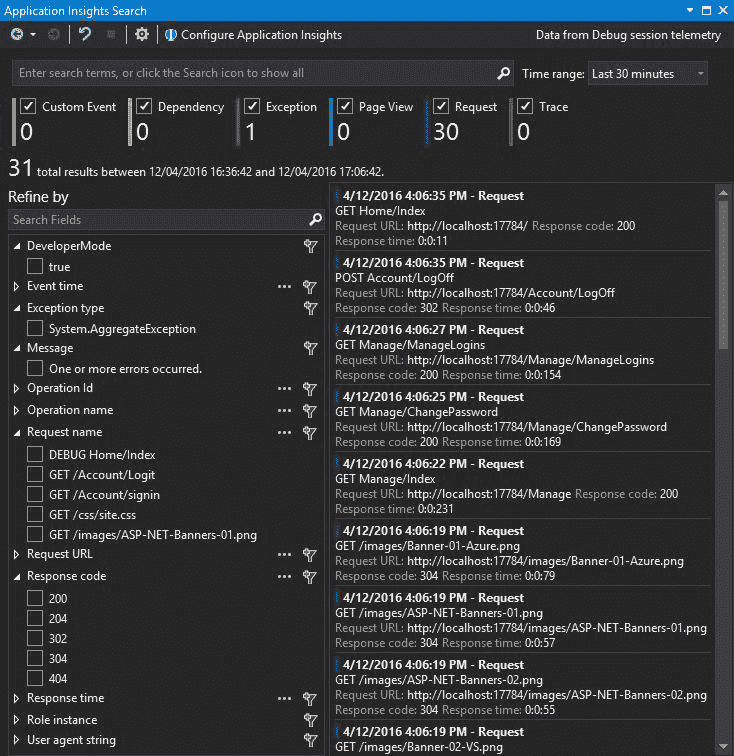 Application Insights Search
Configure Application Insights
Data from Debug session telemetry
Enter search terms, or click the Search icon to show all
Time range: Last 30 minutes
Custom Event
Dependency
Exception
Page View
Request
Trace
0
0
1
0
30
0
31 total results between 12/04/2016 16:36:42 and 12/04/2016 17:06:42.
Refine by
Search Fields
DeveloperMode
true
Event time
Exception type
System.AggregateException
Message
One or more errors occurred.
Operation Id
Operation name
Request name
DEBUG Home/Index
GET /Account/Logit
GET /Account/signin
GET /css/site.css
GET /images/ASP-NET-Banners-01.png
Request URL
Response code
200
204
302
304
404
Response time
Role instance
User agent string
4/12/2016 4:06:35 PM - Request
GET Home/Index
Request URL: http://localhost:17784/ Response code: 200
Response time: 0:0:11
4/12/2016 4:06:35 PM - Request
POST Account/LogOff
Request URL: http://localhost:17784/Account/LogOff
Response code: 302 Response time: 0:0:46
4/12/2016 4:06:27 PM - Request
GET Manage/ManageLogins
Request URL: http://localhost:17784/Manage/ManageLogins
Response code: 200 Response time: 0:0:154
4/12/2016 4:06:25 PM - Request
GET Manage/ChangePassword
Request URL: http://localhost:17784/Manage/ChangePassword
Response code: 200 Response time: 0:0:169
4/12/2016 4:06:22 PM - Request
GET Manage/Index
Request URL: http://localhost:17784/Manage Response code: 200
Response time: 0:0:231
4/12/2016 4:06:19 PM - Request
GET /images/Banner-01-Azure.png
Request URL: http://localhost:17784/images/Banner-01-Azure.png
Response code: 304 Response time: 0:0:79
4/12/2016 4:06:19 PM - Request
GET /images/ASP-NET-Banners-01.png
Request URL: http://localhost:17784/images/ASP-NET-Banners-01.png
Response code: 304 Response time: 0:0:57
4/12/2016 4:06:19 PM - Request
GET /images/ASP-NET-Banners-02.png
Request URL: http://localhost:17784/images/ASP-NET-Banners-02.png
Response code: 304 Response time: 0:0:55
4/12/2016 4:06:19 PM - Request
GET /images/Banner-02-VS.png